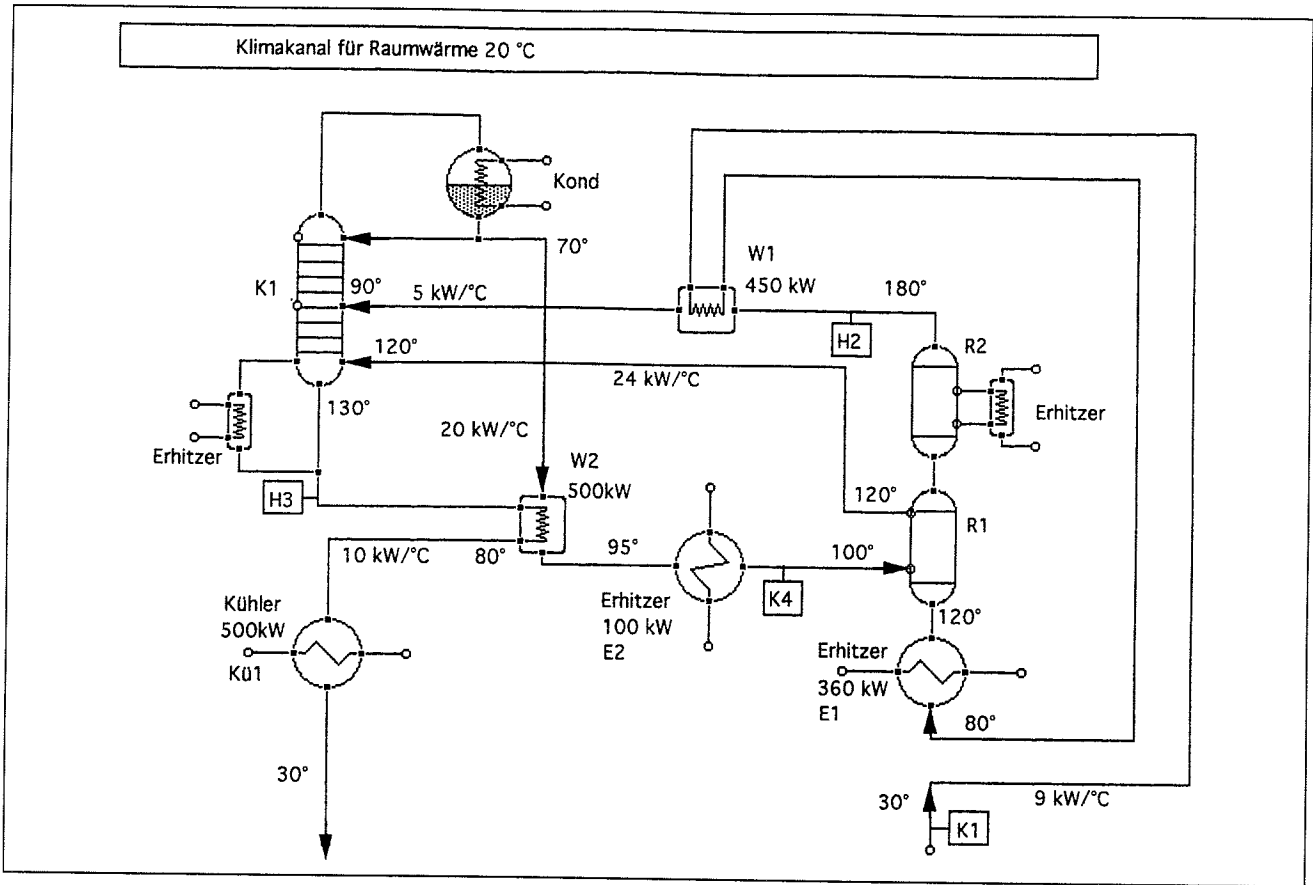 Klimakanal für Raumwärme 20 °C
Kond
70°
W1
450 kW
180°
K1
90°
5 kW/°C
H2
R2
120°
24 kW/°C
130°
Erhitzer
20 kW/°C
Erhitzer
W2
500kW
H3
120°
R1
10 kW/°C
80°
95°
100°
K4
Erhitzer
100 kW
E2
Kühler
500kW
Kü1
120°
Erhitzer
360 kW
E1
80°
30°
30°
9 kW/°C
K1